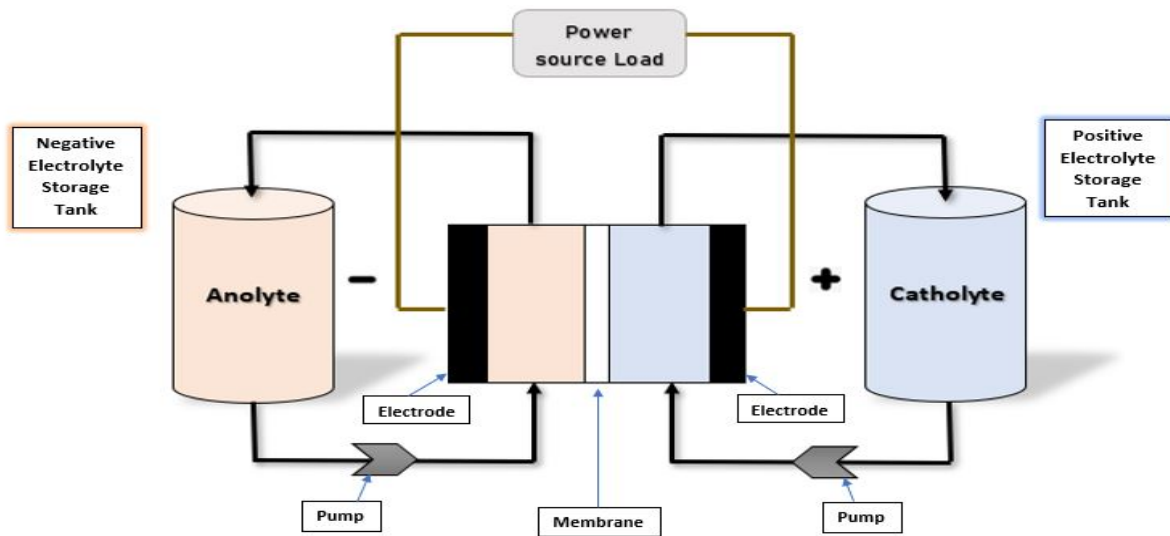 Power
source Load
Negative
Electrolyte
Storage
Tank
Positive
Electrolyte
Storage
Tank
Anolyte
-
+
Catholyte
Electrode
Electrode
Pump
Membrane
Pump